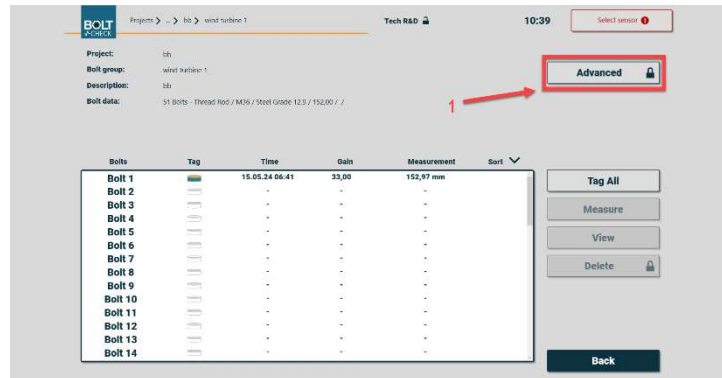 BOLT
✓-CHECK
Projects > ... > bb > wind turbine 1
Tech R&D
10:39
Select sensor
Project: bb
Bolt group: wind turbine 1
Advanced
Description: bb
Bolt data: 51 Bolts - Thread Rod / M36 / Steel Grade 12.9 / 152,00 / /
1
Bolts Tag Time Gain Measurement Sort
Bolt 1 15.05.24 06:41 33,00 152,97 mm
Bolt 2 - - -
Tag All
Bolt 3 - - -
Bolt 4 - - -
Measure
Bolt 5 - - -
Bolt 6 - - -
View
Bolt 7 - - -
Bolt 8 - - -
Delete
Bolt 9 - - -
Bolt 10 - - -
Bolt 11 - - -
Bolt 12 - - -
Bolt 13 - - -
Bolt 14 - - -
Back